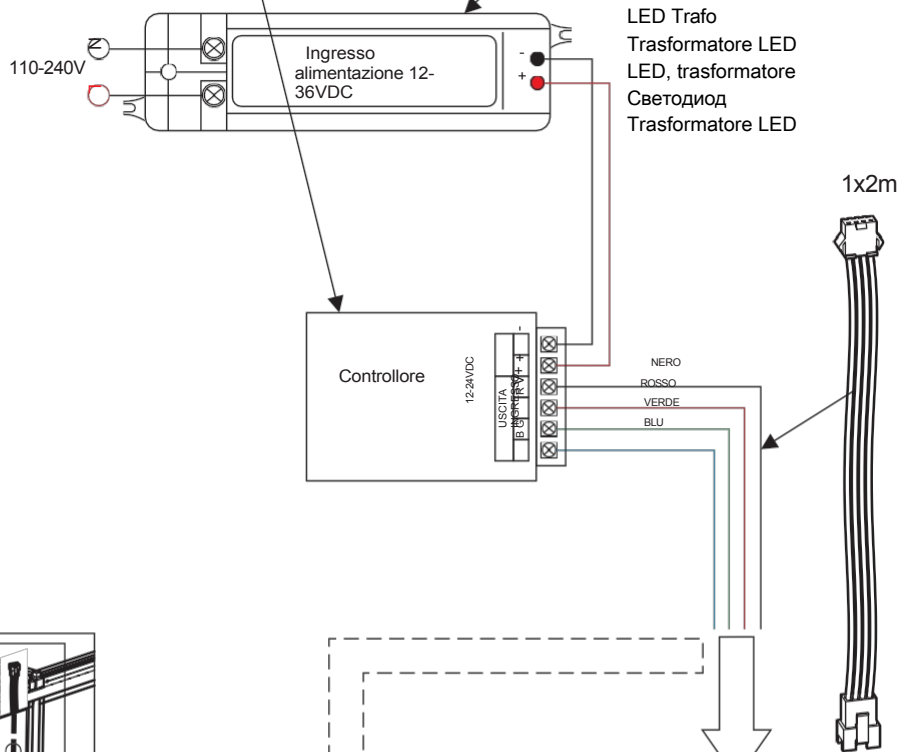 LED Trafo
Trasformatore LED
LED, trasformatore
Светодиод
Trasformatore LED
110-240V
N
Ingresso
alimentazione 12-
36VDC
-
+
1x2m
Controllore
12-24VDC
USCITA
INGRESSO
B G R V+ + -
NERO
ROSSO
VERDE
BLU